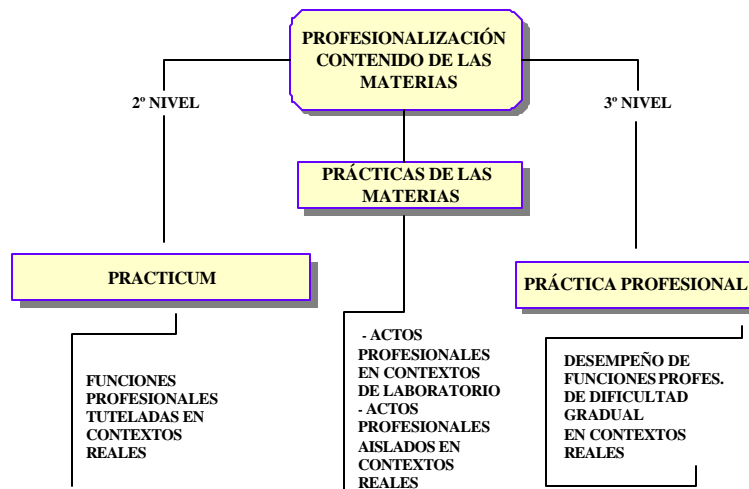 PROFESIONALIZACIÓN
CONTENIDO DE LAS
MATERIAS
2º NIVEL
3º NIVEL
PRÁCTICAS DE LAS
MATERIAS
PRACTICUM
PRÁCTICA PROFESIONAL
FUNCIONES
PROFESIONALES
TUTELADAS EN
CONTEXTOS
REALES
- ACTOS
PROFESIONALES
EN CONTEXTOS
DE LABORATORIO
- ACTOS
PROFESIONALES
AISLADOS EN
CONTEXTOS
REALES
DESEMPEÑO DE
FUNCIONES PROFES.
DE DIFICULTAD
GRADUAL
EN CONTEXTOS
REALES